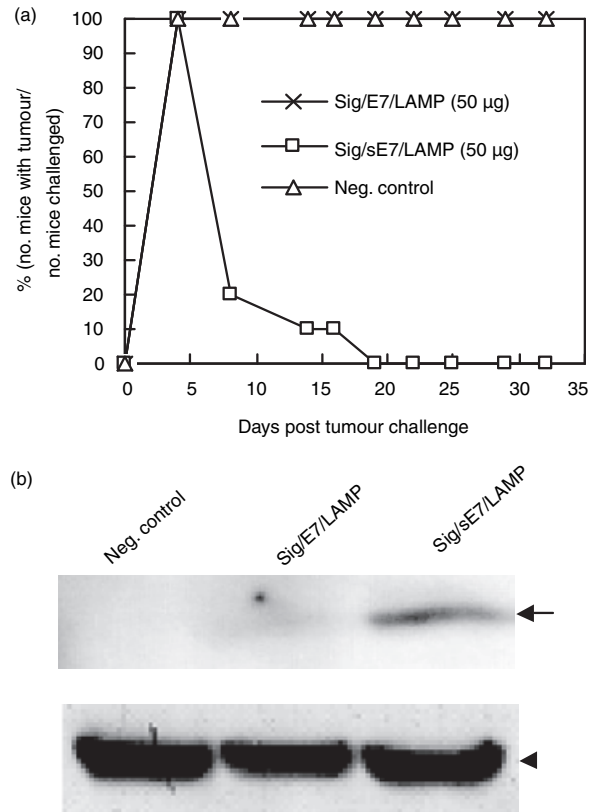 (a)
% (no. mice with tumour/
no. mice challenged)
100
90
80
70
60
50
40
30
20
10
0
Sig/E7/LAMP (50 µg)
Sig/sE7/LAMP (50 µg)
Neg. control
0 5 10 15 20 25 30 35
Days post tumour challenge
(b)
Neg. control
Sig/E7/LAMP
Sig/sE7/LAMP